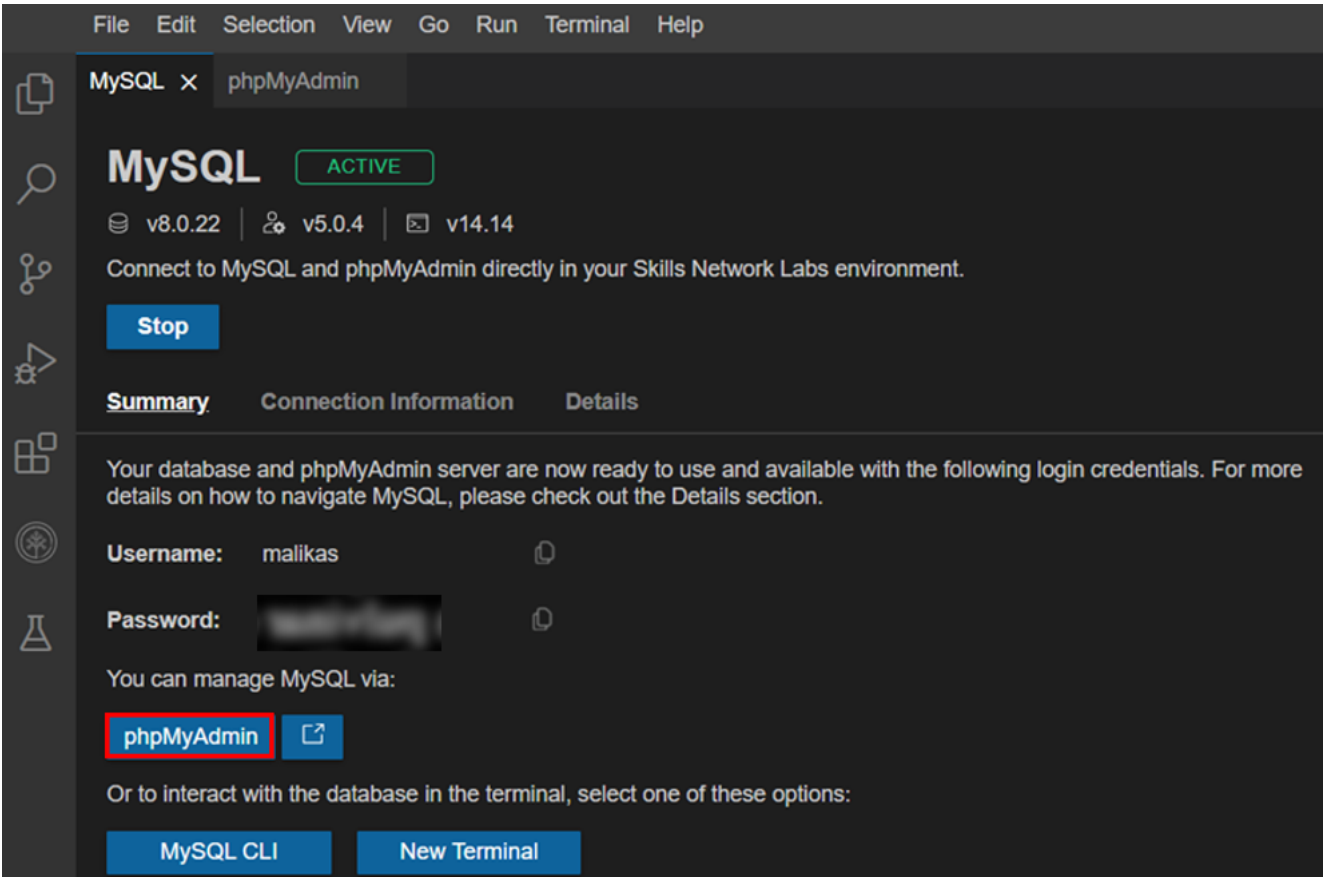 File Edit Selection View Go Run Terminal Help
MySQL phpMyAdmin
MySQL ACTIVE
v8.0.22 v5.0.4 v14.14
Connect to MySQL and phpMyAdmin directly in your Skills Network Labs environment.
Stop
Summary Connection Information Details
Your database and phpMyAdmin server are now ready to use and available with the following login credentials. For more
details on how to navigate MySQL, please check out the Details section.
Username: malikas
Password:
You can manage MySQL via:
phpMyAdmin
Or to interact with the database in the terminal, select one of these options:
MySQL CLI New Terminal